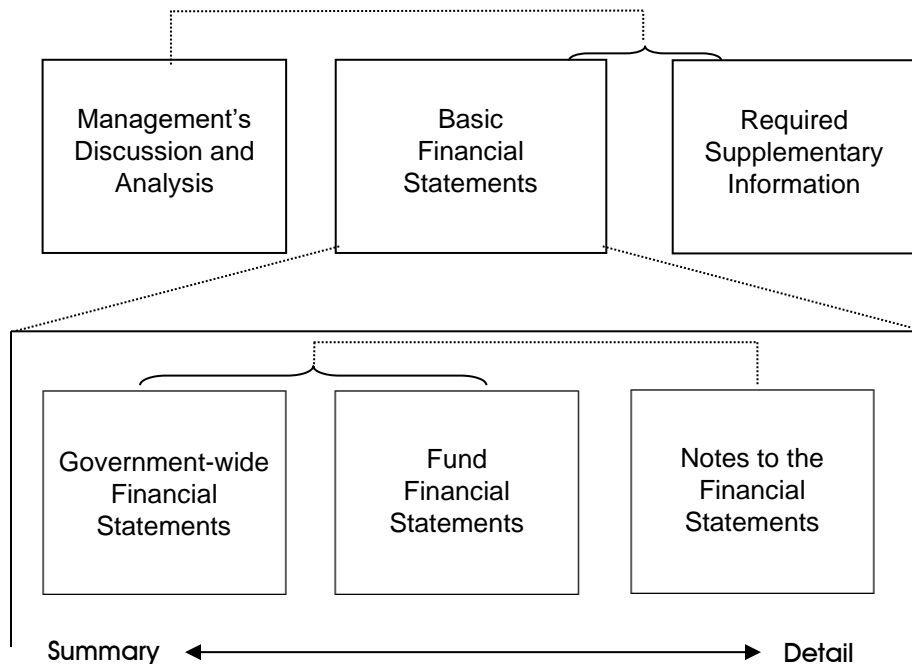 Management’s
Discussion and
Analysis
Basic
Financial
Statements
Required
Supplementary
Information
Government-wide
Financial
Statements
Fund
Financial
Statements
Notes to the
Financial
Statements
Summary
Detail